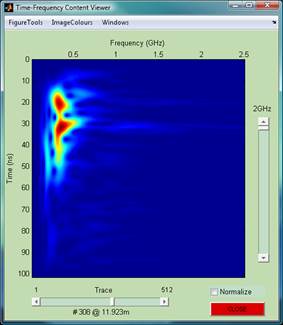 Time-Frequency Content Viewer
FigureTools ImageColours Windows
Frequency (GHz)
0.5 1 1.5 2 2.5
0
10
20
30
40
50
60
70
80
90
100
Time (ns)
2GHz
1 Trace 512
# 308 @ 11.923m
Normalize
CLOSE